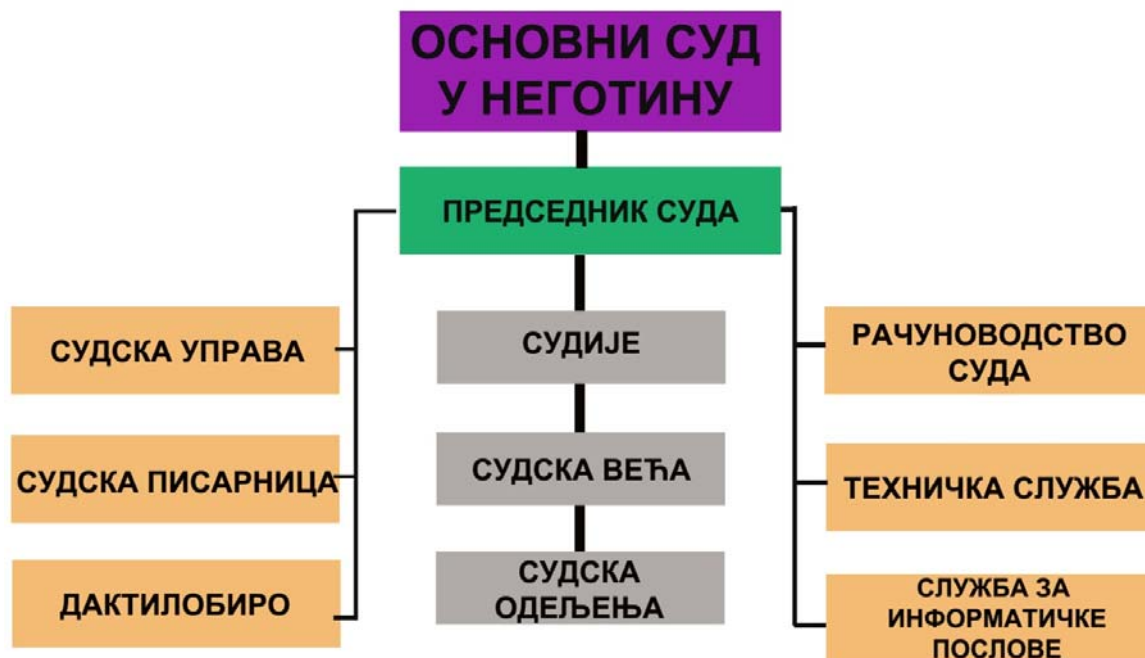 ОСНОВНИ СУД
У НЕГОТИНУ
ПРЕДСЕДНИК СУДА
СУДСКА УПРАВА
СУДСКА ПИСАРНИЦА
ДАКТИЛОБИРО
СУДИЈЕ
СУДСКА ВЕЋА
СУДСКА
ОДЕЉЕЊА
РАЧУНОВОДСТВО
СУДА
ТЕХНИЧКА СЛУЖБА
СЛУЖБА ЗА
ИНФОРМАТИЧКЕ
ПОСЛОВЕ